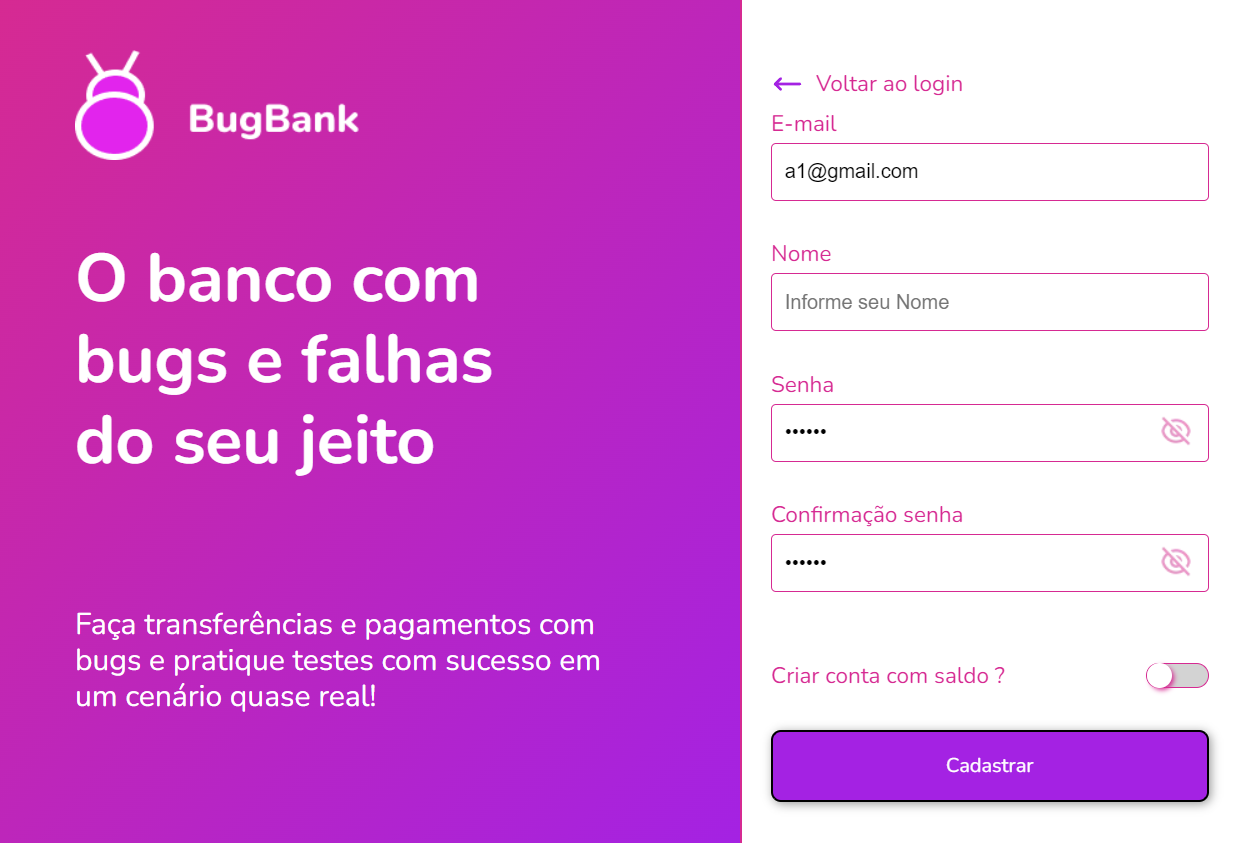 BugBank
O banco com
bugs e falhas
do seu jeito
Faça transferências e pagamentos com
bugs e pratique testes com sucesso em
um cenário quase real!
Voltar ao login
E-mail
a1@gmail.com
Nome
Informe seu Nome
Senha
••••••
Confirmação senha
••••••
Criar conta com saldo ?
Cadastrar